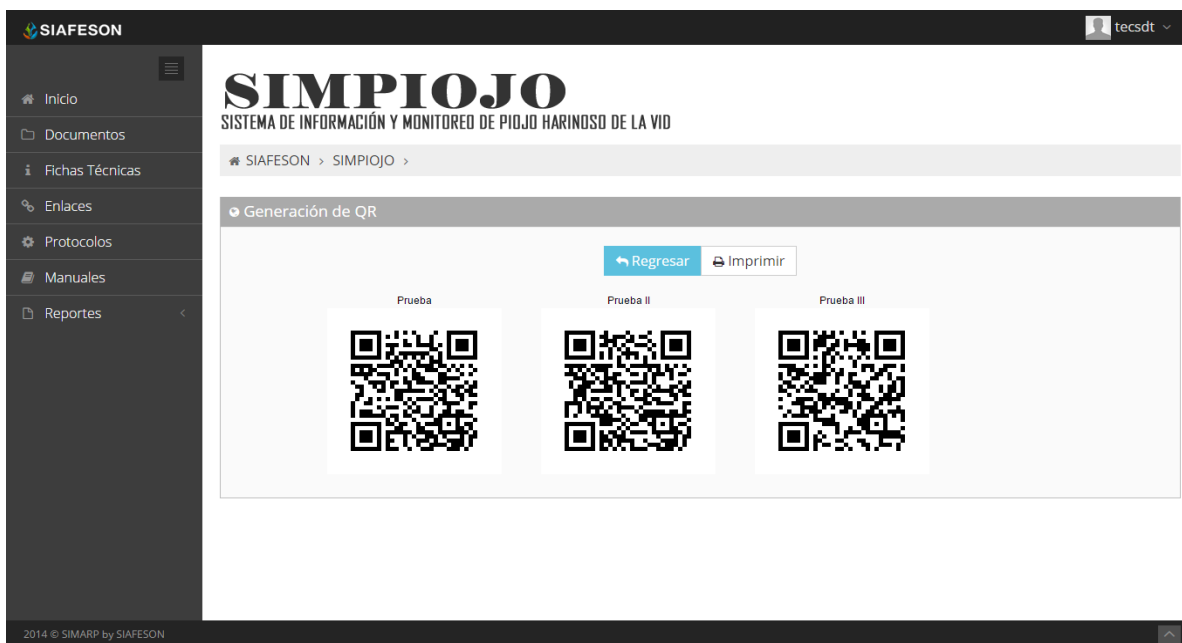 SIAFESON
tecsdt
Inicio
Documentos
Fichas Técnicas
Enlaces
Protocolos
Manuales
Reportes
SIMPIOJO
SISTEMA DE INFORMACIÓN Y MONITOREO DE PIOJO HARINOSO DE LA VID
SIAFESON > SIMPIOJO >
Generación de QR
Regresar
Imprimir
Prueba
Prueba II
Prueba III
2014 © SIMARP by SIAFESON